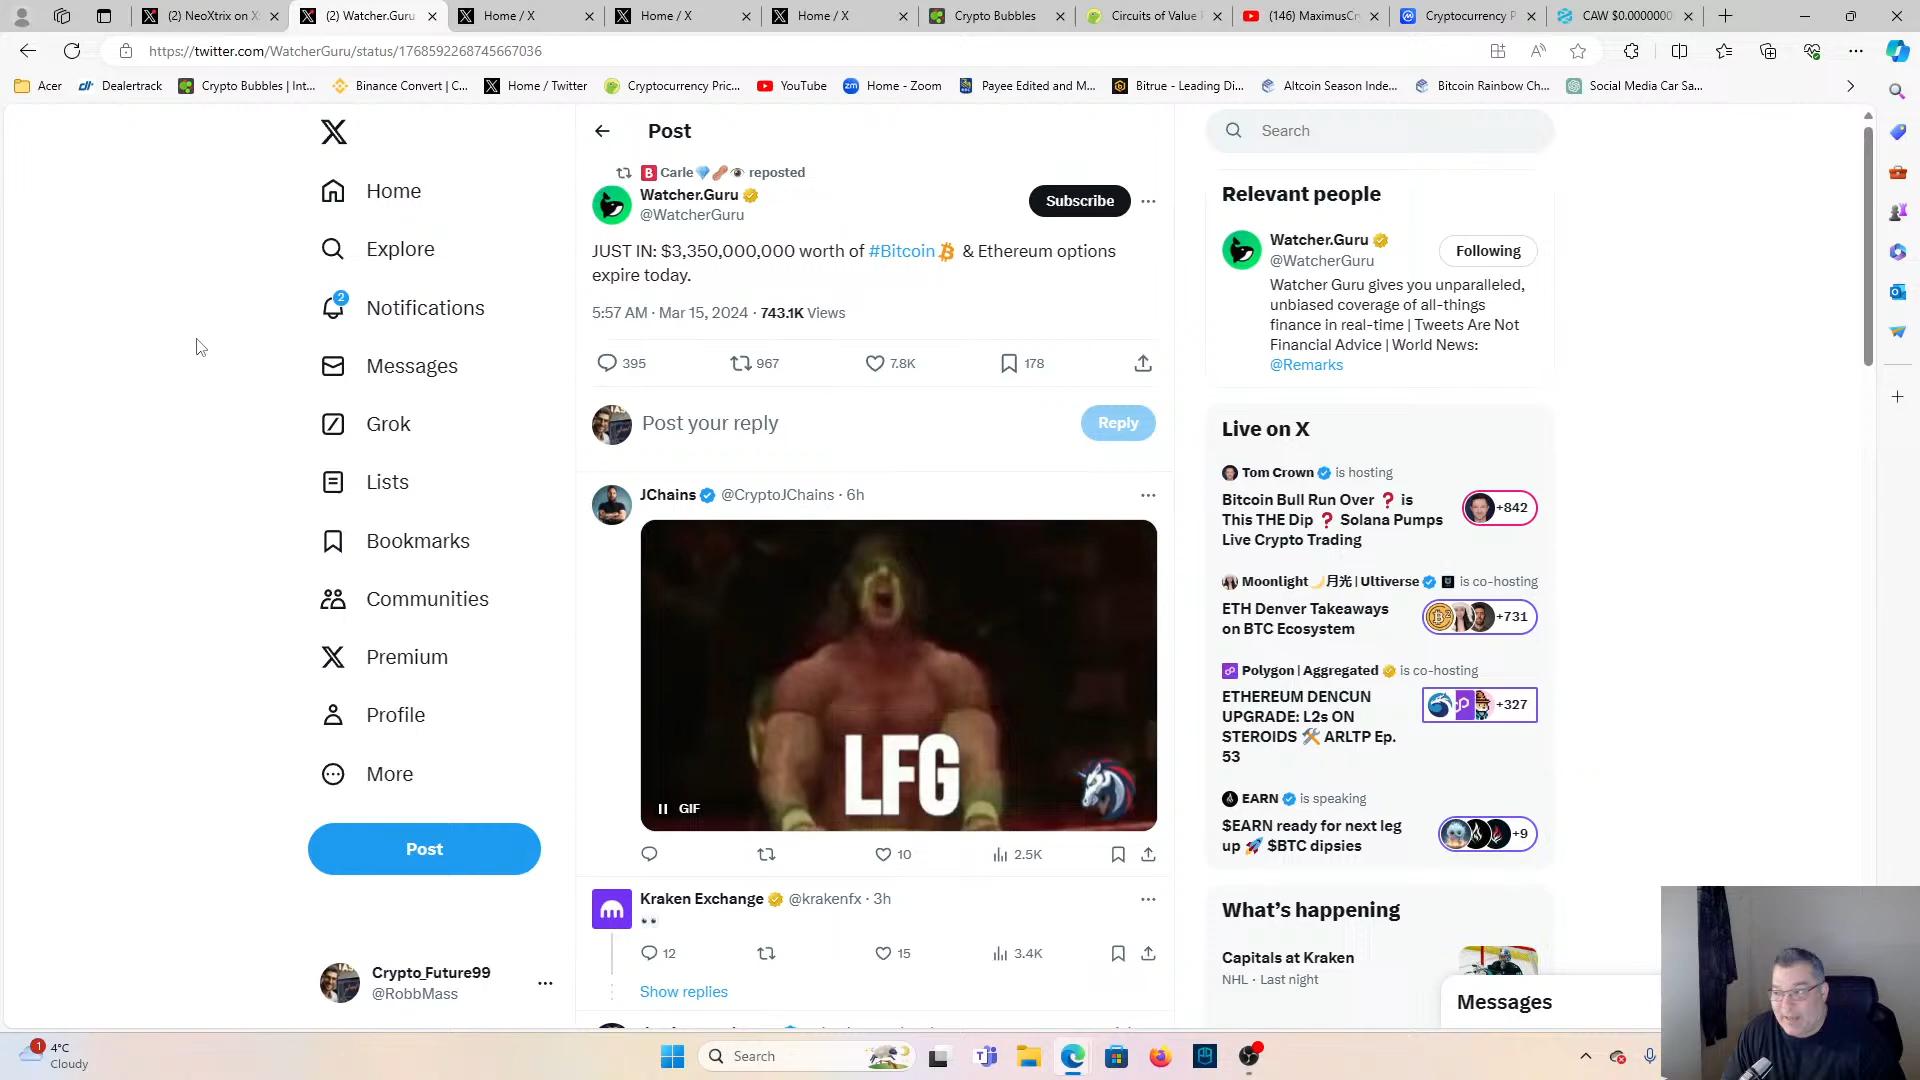 (2) NeoXtrix on X
(2) Watcher.Guru
Home / X
Home / X
Home / X
Crypto Bubbles
Circuits of Value
(146) MaximusCr
Cryptocurrency P
CAW $0.0000000
https://twitter.com/WatcherGuru/status/1768592268745667036
Acer
Dealertrack
Crypto Bubbles | Int...
Binance Convert | C...
Home / Twitter
Cryptocurrency Pric...
YouTube
Home - Zoom
Payee Edited and M...
Bitrue - Leading Di...
Altcoin Season Inde...
Bitcoin Rainbow Ch...
Social Media Car Sa...
Home
Explore
2
Notifications
Messages
Grok
Lists
Bookmarks
Communities
Premium
Profile
More
Post
Crypto Future99
@RobbMass
Post
B Carle💎🥜👁 reposted
Watcher.Guru
@WatcherGuru
Subscribe
JUST IN: $3,350,000,000 worth of #Bitcoin & Ethereum options
expire today.
5:57 AM · Mar 15, 2024 · 743.1K Views
395
967
7.8K
178
Post your reply
Reply
JChains @CryptoJChains · 6h
LFG
GIF
10
2.5K
Kraken Exchange @krakenfx · 3h
👀
12
15
3.4K
Show replies
Search
Relevant people
Watcher.Guru
@WatcherGuru
Following
Watcher Guru gives you unparalleled,
unbiased coverage of all-things
finance in real-time | Tweets Are Not
Financial Advice | World News:
@Remarks
Live on X
Tom Crown is hosting
Bitcoin Bull Run Over ❓ is
This THE Dip ❓ Solana Pumps
Live Crypto Trading
+842
Moonlight🌙月光 | Ultiverse is co-hosting
ETH Denver Takeaways
on BTC Ecosystem
+731
Polygon | Aggregated is co-hosting
ETHEREUM DENCUN
UPGRADE: L2s ON
STEROIDS 🛠 ARLTP Ep.
53
+327
EARN is speaking
$EARN ready for next leg
up 🚀 $BTC dipsies
+9
What's happening
Capitals at Kraken
NHL · Last night
Messages
1
4°C
Cloudy
Search